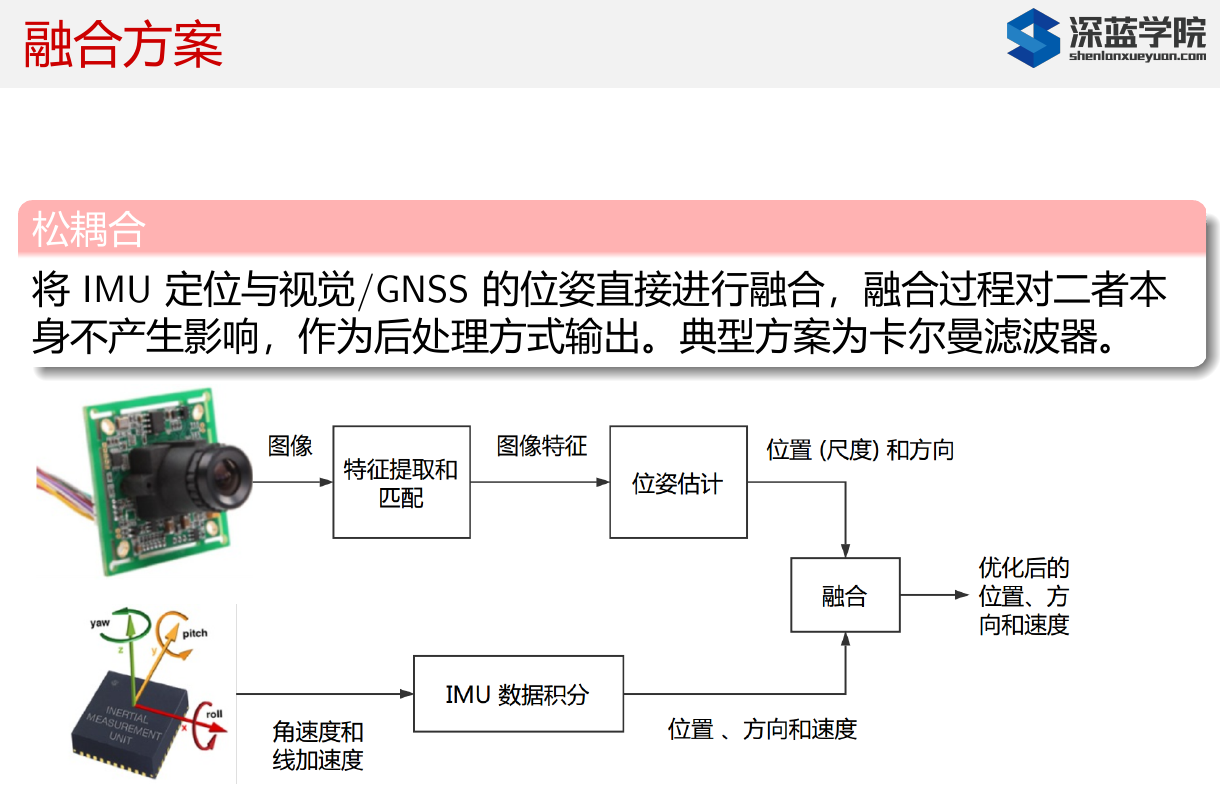 融合方案
深蓝学院
shenlanxueyuan.com
松耦合
将 IMU 定位与视觉/GNSS 的位姿直接进行融合，融合过程对二者本
身不产生影响，作为后处理方式输出。典型方案为卡尔曼滤波器。
图像
特征提取和
匹配
图像特征
位姿估计
位置 (尺度) 和方向
融合
优化后的
位置、方
向和速度
yaw
z
pitch
y
roll
x
INERTIAL
MEASUREMENT
UNIT
角速度和
线加速度
IMU 数据积分
位置 、方向和速度